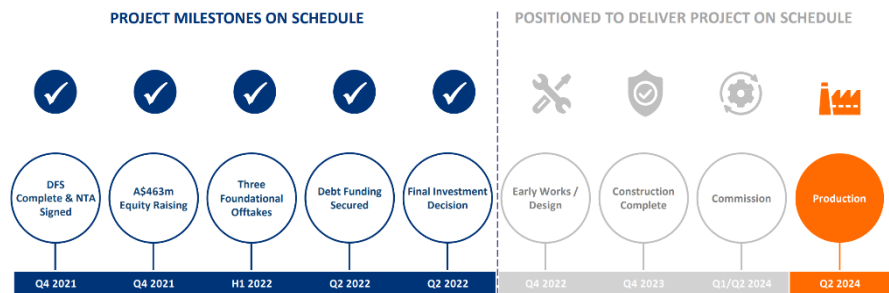 PROJECT MILESTONES ON SCHEDULE
POSITIONED TO DELIVER PROJECT ON SCHEDULE
DFS
Complete & NTA
Signed
A$463m
Equity Raising
Three
Foundational
Offtakes
Debt Funding
Secured
Final Investment
Decision
Early Works /
Design
Construction
Complete
Commission
Production
Q4 2021
Q4 2021
H1 2022
Q2 2022
Q2 2022
Q4 2022
Q4 2023
Q1/Q2 2024
Q2 2024